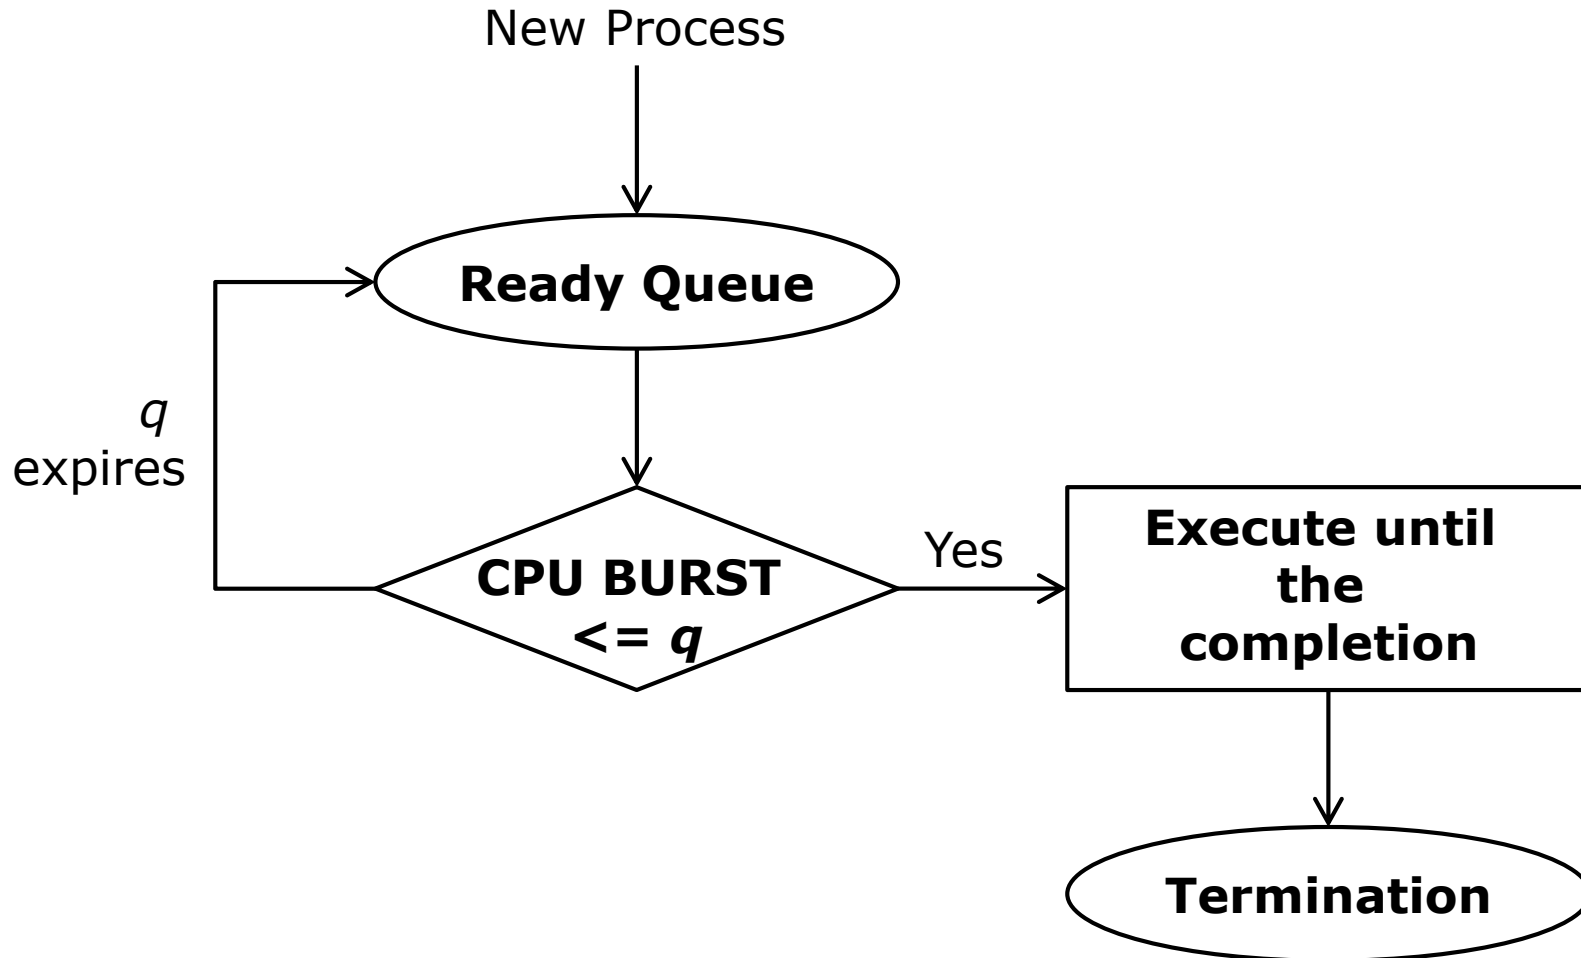 New Process
Ready Queue
q
expires
CPU BURST
<= q
Yes
Execute until
the
completion
Termination